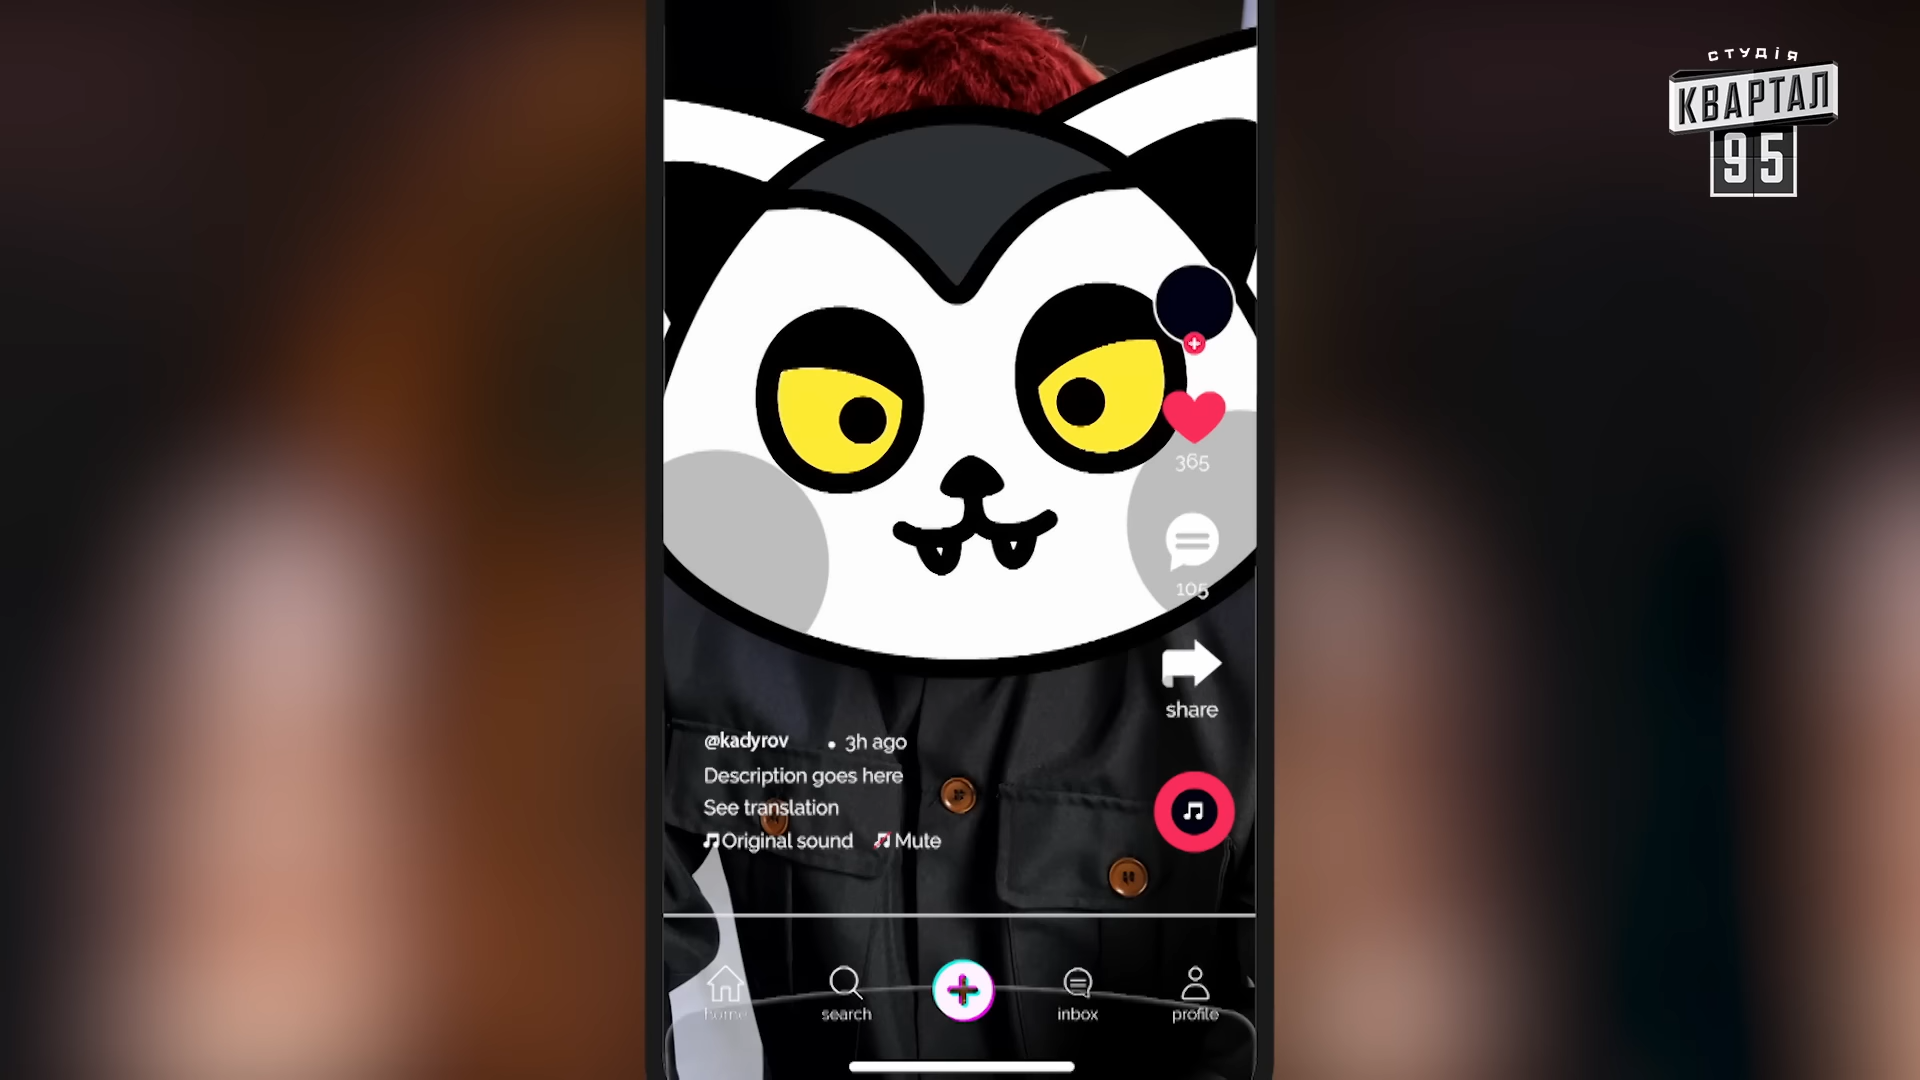 СТУДІЯ
КВАРТАЛ
95
365
105
share
@kadyrov • 3h ago
Description goes here
See translation
Original sound Mute
home
search
inbox
profile